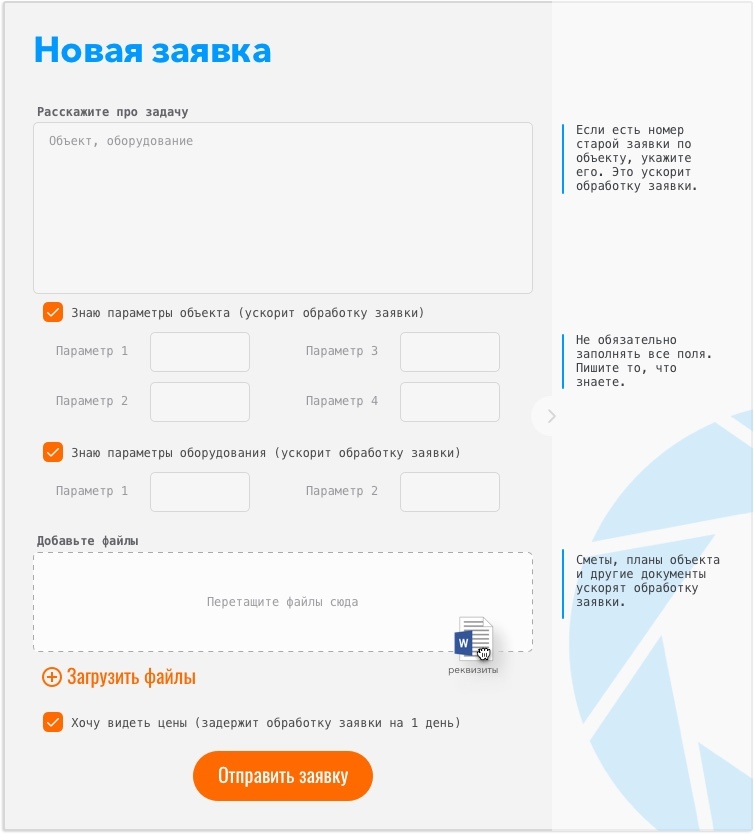 Новая заявка
Расскажите про задачу
Объект, оборудование
Если есть номер
старой заявки по
объекту, укажите
его. Это ускорит
обработку заявки.
Знаю параметры объекта (ускорит обработку заявки)
Параметр 1
Параметр 3
Параметр 2
Параметр 4
Не обязательно
заполнять все поля.
Пишите то, что
знаете.
Знаю параметры оборудования (ускорит обработку заявки)
Параметр 1
Параметр 2
Добавьте файлы
Перетащите файлы сюда
W
реквизиты
Сметы, планы объекта
и другие документы
ускорят обработку
заявки.
Загрузить файлы
Хочу видеть цены (задержит обработку заявки на 1 день)
Отправить заявку